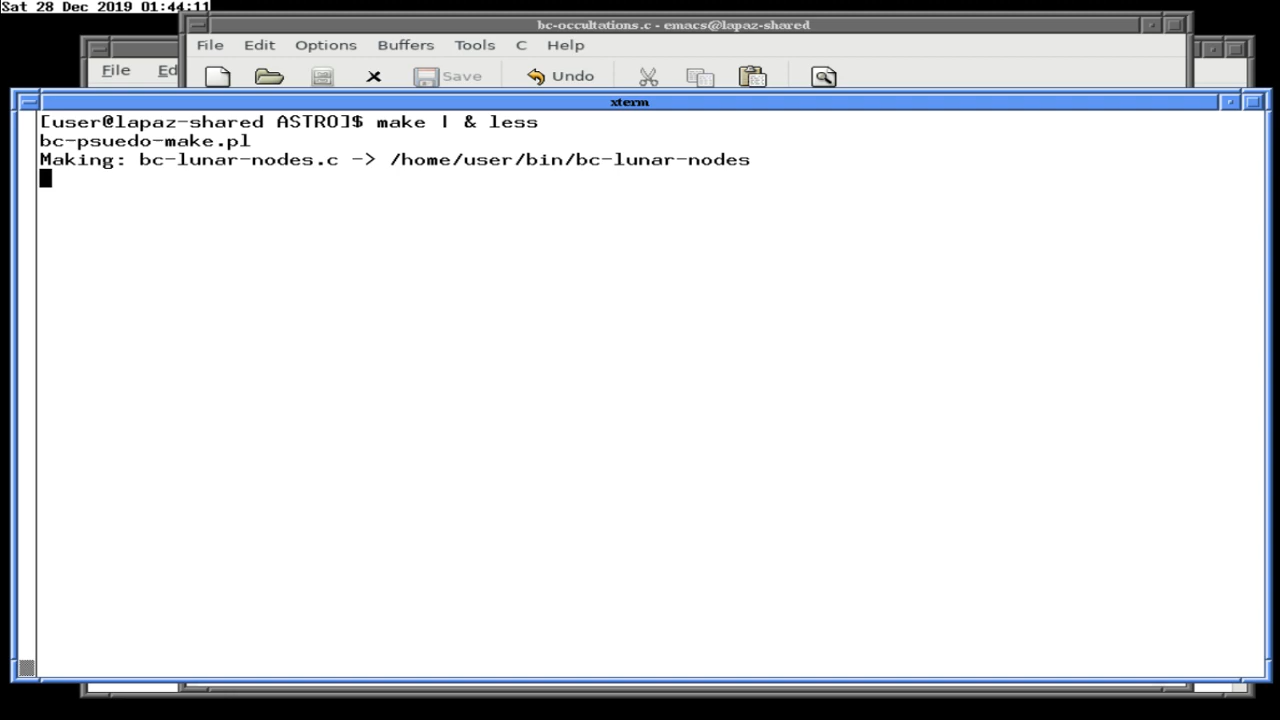 Sat 28 Dec 2019 01:44:11
bc-occultations.c - emacs@lapaz-shared
File Edit Options Buffers Tools C Help
File Ed
Save Undo
xterm
[user@lapaz-shared ASTRO]$ make | & less
bc-psuedo-make.pl
Making: bc-lunar-nodes.c -> /home/user/bin/bc-lunar-nodes